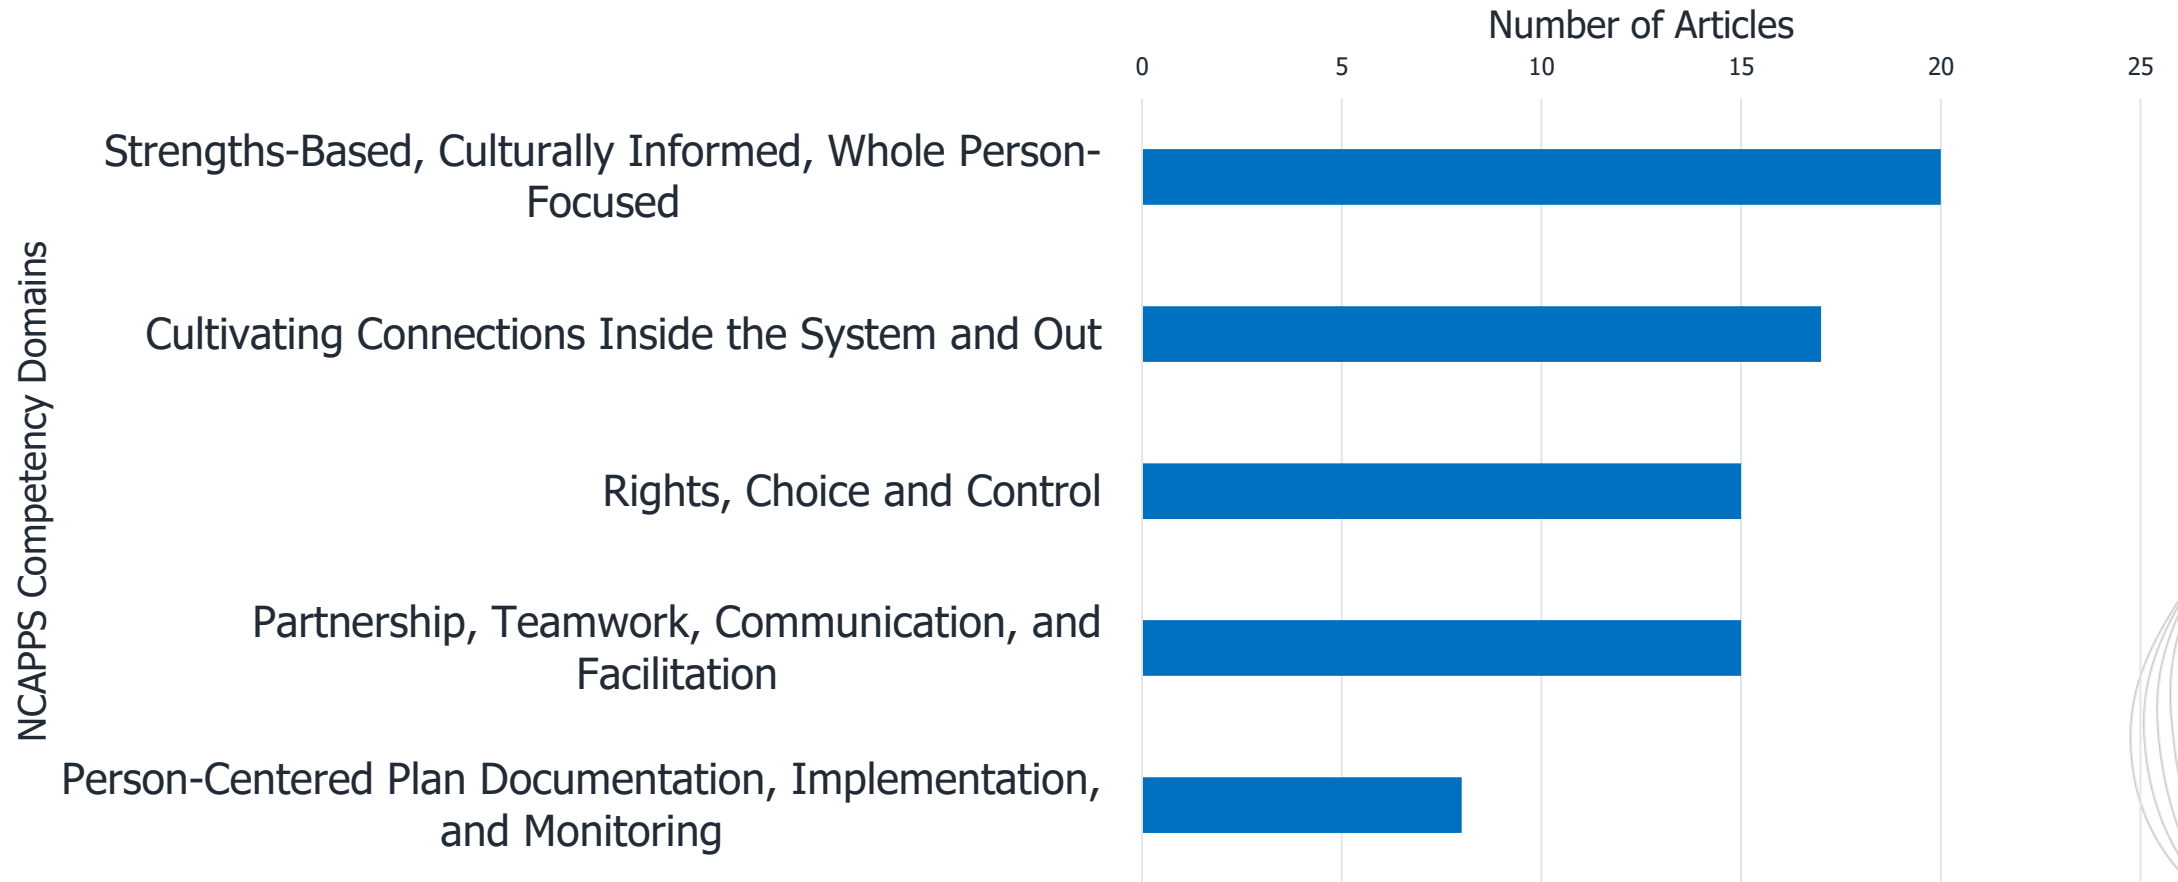 Number of Articles
0 5 10 15 20 25
NCAPPS Competency Domains
Strengths-Based, Culturally Informed, Whole Person-
Focused
Cultivating Connections Inside the System and Out
Rights, Choice and Control
Partnership, Teamwork, Communication, and
Facilitation
Person-Centered Plan Documentation, Implementation,
and Monitoring